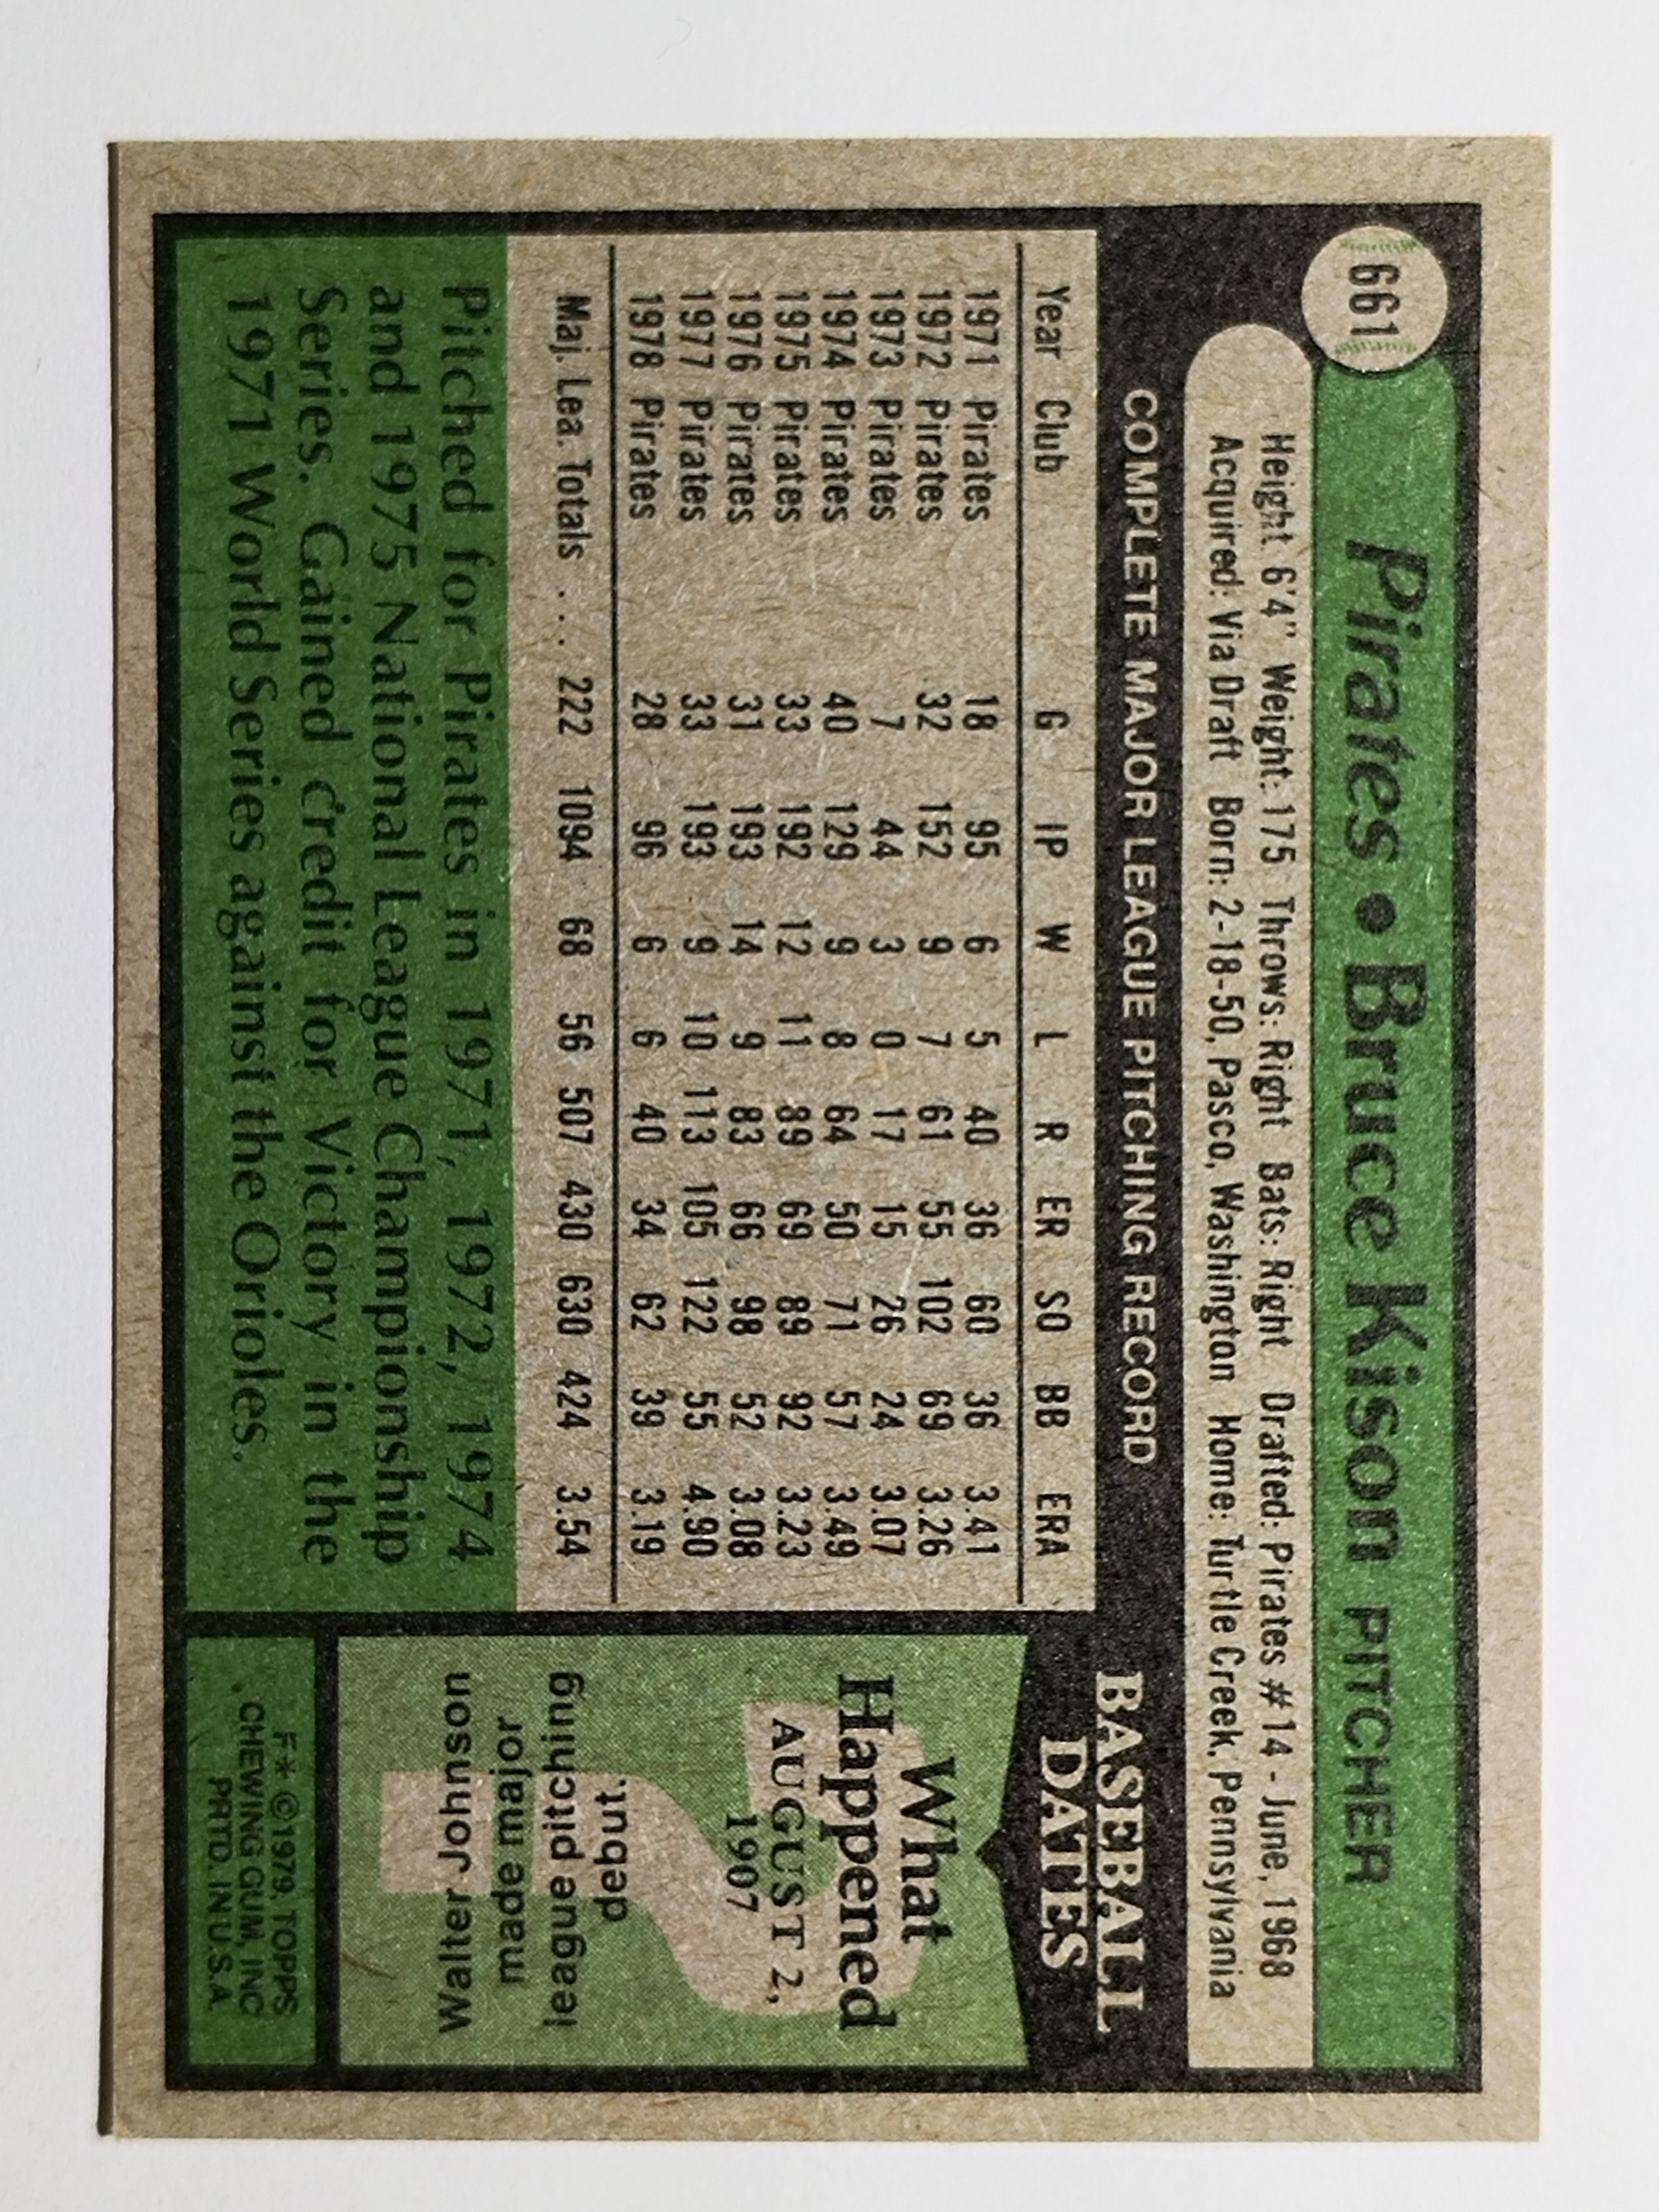 661
Pirates • Bruce Kison PITCHER
Height 6'4" Weight: 175 Throws: Right Bats: Right Drafted: Pirates #14 - June, 1968
Acquired: Via Draft Born: 2-18-50, Pasco, Washington Home: Turtle Creek, Pennsylvania
COMPLETE MAJOR LEAGUE PITCHING RECORD
Year Club G IP W L R ER SO BB ERA
1971 Pirates 18 95 6 5 40 36 60 36 3.41
1972 Pirates 32 152 9 7 61 55 102 69 3.26
1973 Pirates 7 44 3 0 17 15 26 24 3.07
1974 Pirates 40 129 9 8 64 50 71 57 3.49
1975 Pirates 33 192 12 11 89 69 89 92 3.23
1976 Pirates 31 193 14 9 83 66 98 52 3.08
1977 Pirates 33 193 9 10 113 105 122 55 4.90
1978 Pirates 28 96 6 6 40 34 62 39 3.19
Maj. Lea. Totals . . . 222 1094 68 56 507 430 630 424 3.54
Pitched for Pirates in 1971, 1972, 1974
and 1975 National League Championship
Series. Gained credit for Victory in the
1971 World Series against the Orioles.
BASEBALL
DATES
What
Happened
AUGUST 2,
1907
Walter Johnson
made major
league pitching
debut.
F* ©1979, TOPPS
CHEWING GUM, INC
PRTD. IN U.S.A.